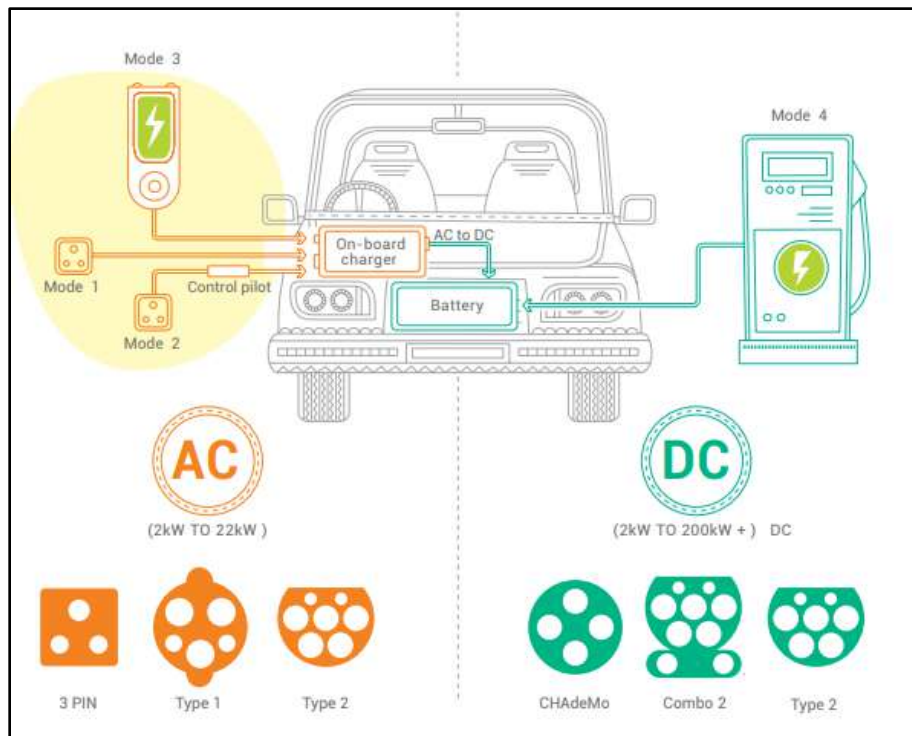 Mode 3
Mode 4
On-board
charger
AC to DC
Mode 1
Control pilot
Battery
Mode 2
AC
DC
(2kW TO 22kW )
(2kW TO 200kW + ) DC
3 PIN
Type 1
Type 2
CHAdeMo
Combo 2
Type 2